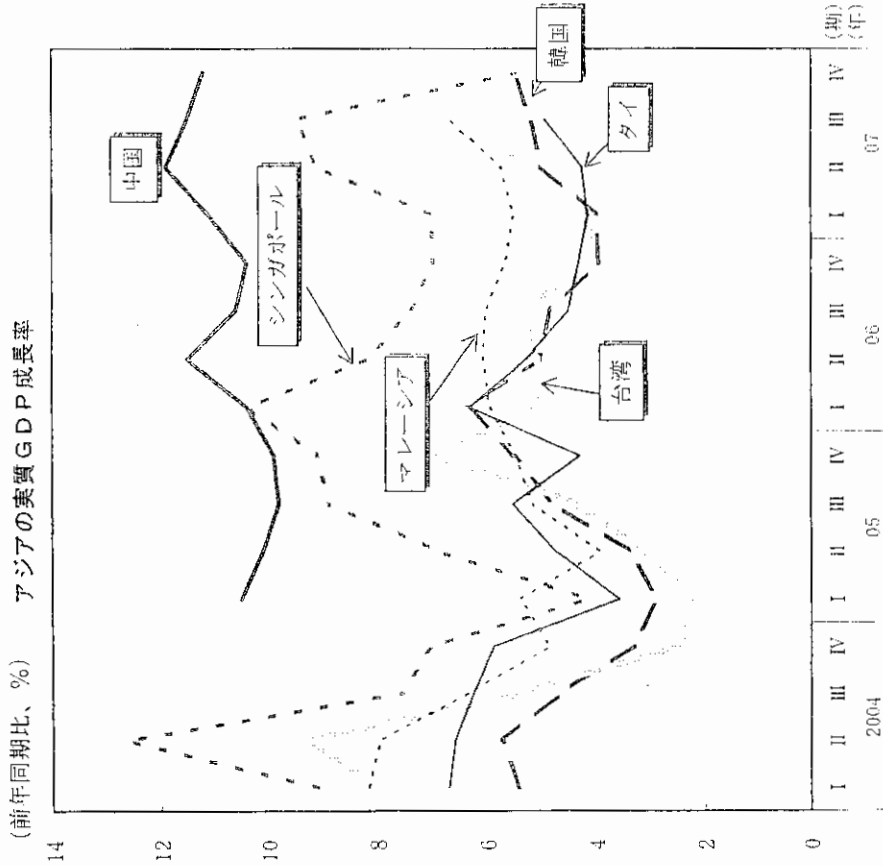 アジアの実質GDP成長率
(前年同期比、%)
14
12
10
8
6
4
2
0
中国
シンガポール
マレーシア
台湾
韓国
タイ
I II III IV I II III IV I II III IV I II III IV (期)
2004 05 06 07 (年)